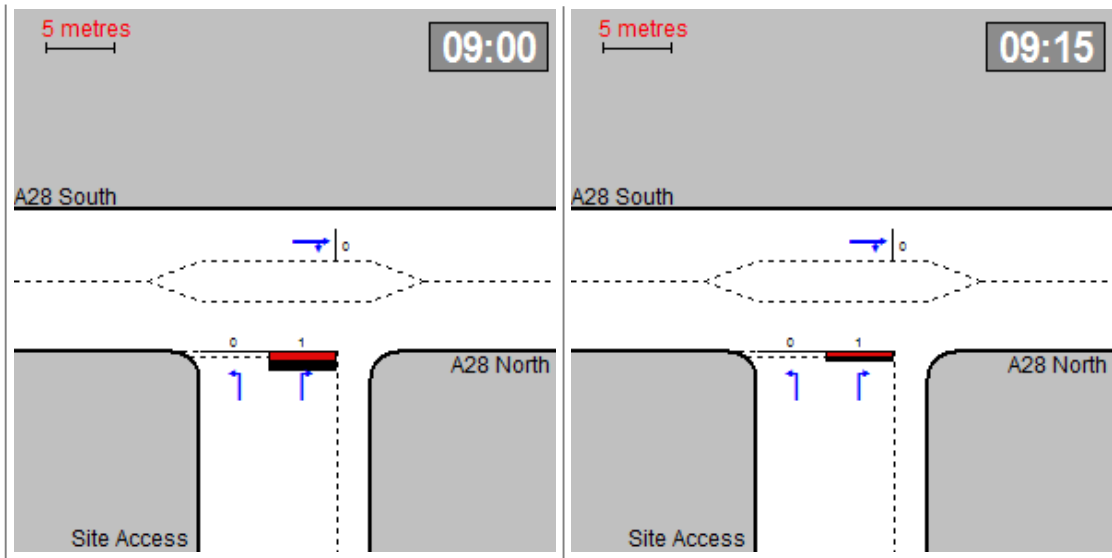 5 metres
09:00
A28 South
0
0
1
A28 North
Site Access
5 metres
09:15
A28 South
0
0
1
A28 North
Site Access